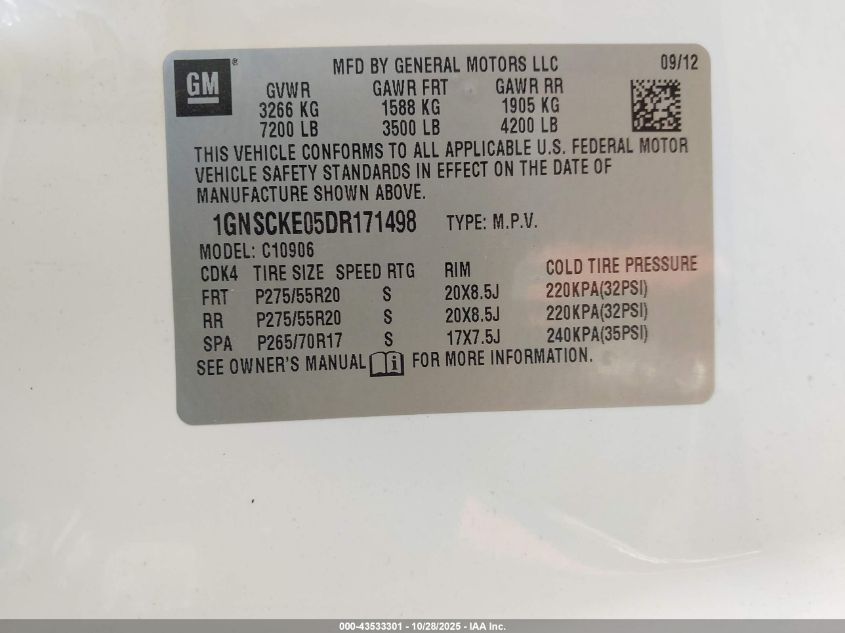 GM ® MFD BY GENERAL MOTORS LLC 09/12
GVWR GAWR FRT GAWR RR
3266 KG 1588 KG 1905 KG
7200 LB 3500 LB 4200 LB
THIS VEHICLE CONFORMS TO ALL APPLICABLE U.S. FEDERAL MOTOR
VEHICLE SAFETY STANDARDS IN EFFECT ON THE DATE OF
MANUFACTURE SHOWN ABOVE.
1GNSCKE05DR171498 TYPE: M.P.V.
MODEL: C10906
CDK4 TIRE SIZE SPEED RTG RIM COLD TIRE PRESSURE
FRT P275/55R20 S 20X8.5J 220KPA(32PSI)
RR P275/55R20 S 20X8.5J 220KPA(32PSI)
SPA P265/70R17 S 17X7.5J 240KPA(35PSI)
SEE OWNER'S MANUAL i FOR MORE INFORMATION.
000-43533301 - 10/28/2025 - IAA Inc.